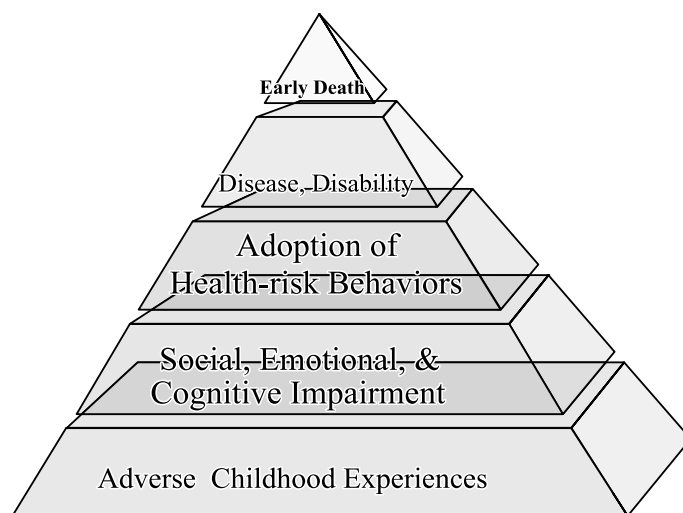 Early Death
Disease, Disability
Adoption of
Health-risk Behaviors
Social, Emotional, &
Cognitive Impairment
Adverse  Childhood Experiences